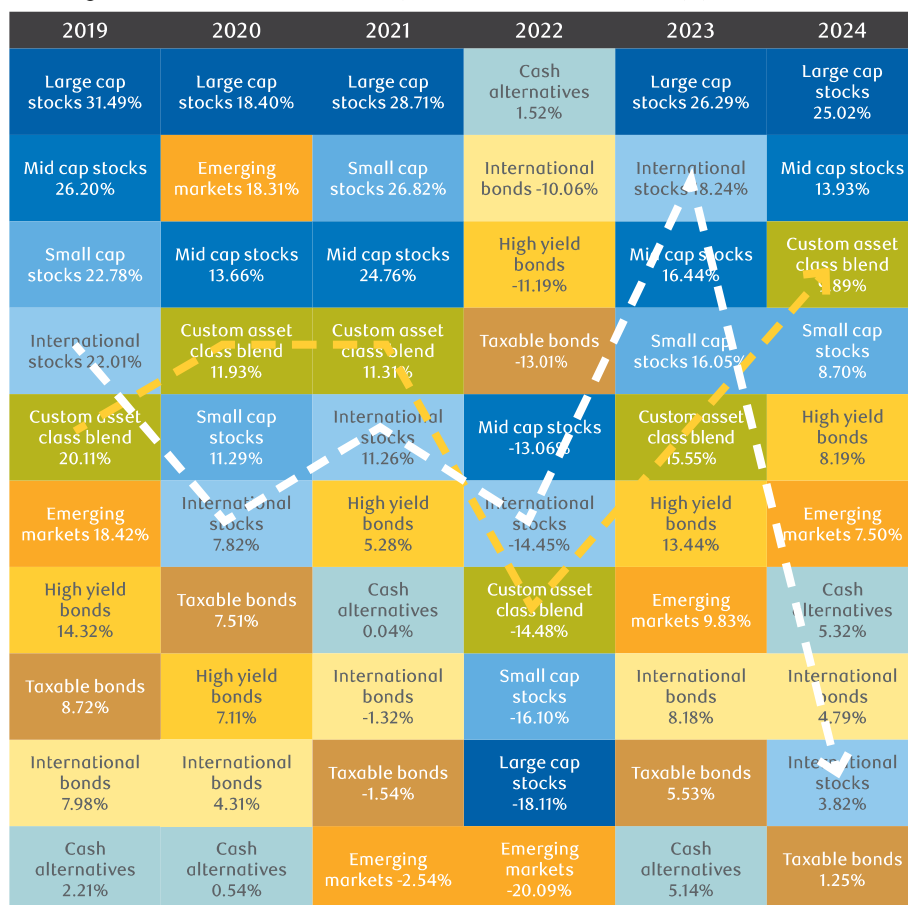 2019
2020
2021
2022
2023
2024
Large cap
stocks 31.49%
Large cap
stocks 18.40%
Large cap
stocks 28.71%
Cash
alternatives
1.52%
Large cap
stocks 26.29%
Large cap
stocks
25.02%
Mid cap stocks
26.20%
Emerging
markets 18.31%
Small cap
stocks 26.82%
International
bonds -10.06%
International
stocks 18.24%
Mid cap stocks
13.93%
Small cap
stocks 22.78%
Mid cap stocks
13.66%
Mid cap stocks
24.76%
High yield
bonds
-11.19%
Mid cap stocks
16.44%
Custom asset
class blend
9.89%
International
stocks 22.01%
Custom asset
class blend
11.93%
Custom asset
class blend
11.31%
Taxable bonds
-13.01%
Small cap
stocks 16.05%
Small cap
stocks
8.70%
Custom asset
class blend
20.11%
Small cap
stocks
11.29%
International
stocks
11.26%
Mid cap stocks
-13.06%
Custom asset
class blend
15.55%
High yield
bonds
8.19%
Emerging
markets 18.42%
International
stocks
7.82%
High yield
bonds
5.28%
International
stocks
-14.45%
High yield
bonds
13.44%
Emerging
markets 7.50%
High yield
bonds
14.32%
Taxable bonds
7.51%
Cash
alternatives
0.04%
Custom asset
class blend
-14.48%
Emerging
markets 9.83%
Cash
alternatives
5.32%
Taxable bonds
8.72%
High yield
bonds
7.11%
International
bonds
-1.32%
Small cap
stocks
-16.10%
International
bonds
8.18%
International
bonds
4.79%
International
bonds
7.98%
International
bonds
4.31%
Taxable bonds
-1.54%
Large cap
stocks
-18.11%
Taxable bonds
5.53%
International
stocks
3.82%
Cash
alternatives
2.21%
Cash
alternatives
0.54%
Emerging
markets -2.54%
Emerging
markets
-20.09%
Cash
alternatives
5.14%
Taxable bonds
1.25%